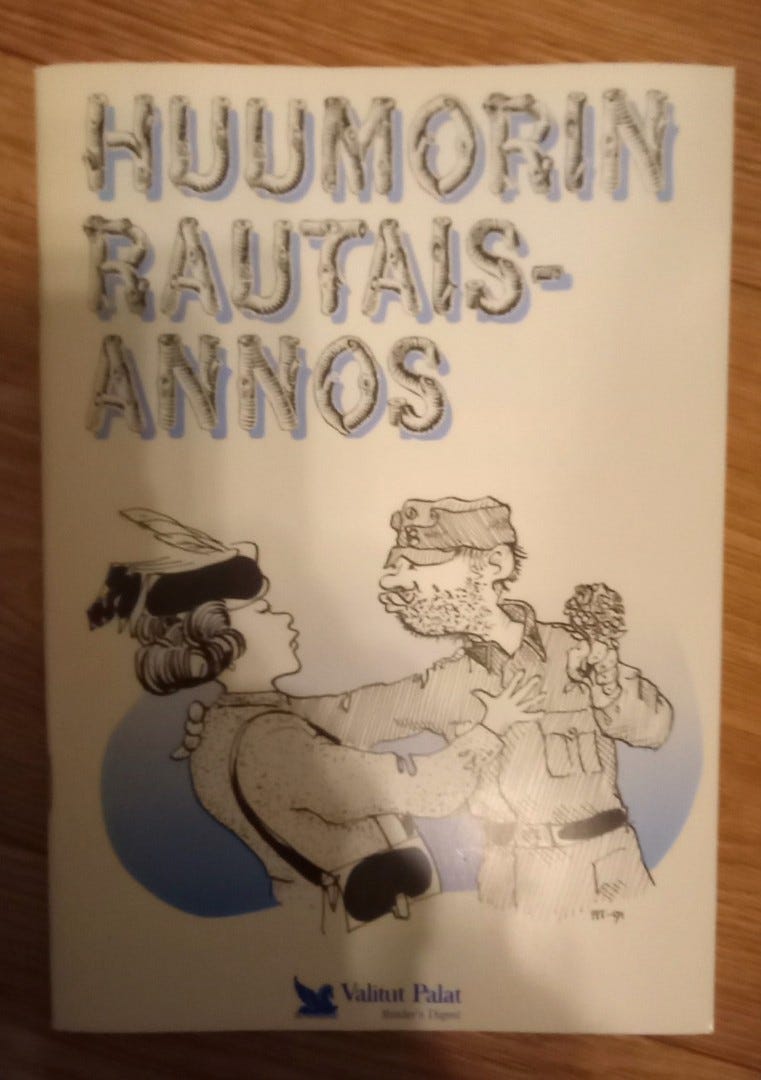 HUUMORIN
RAUTAIS-
ANNOS
Valitut Palat
Reader's Digest